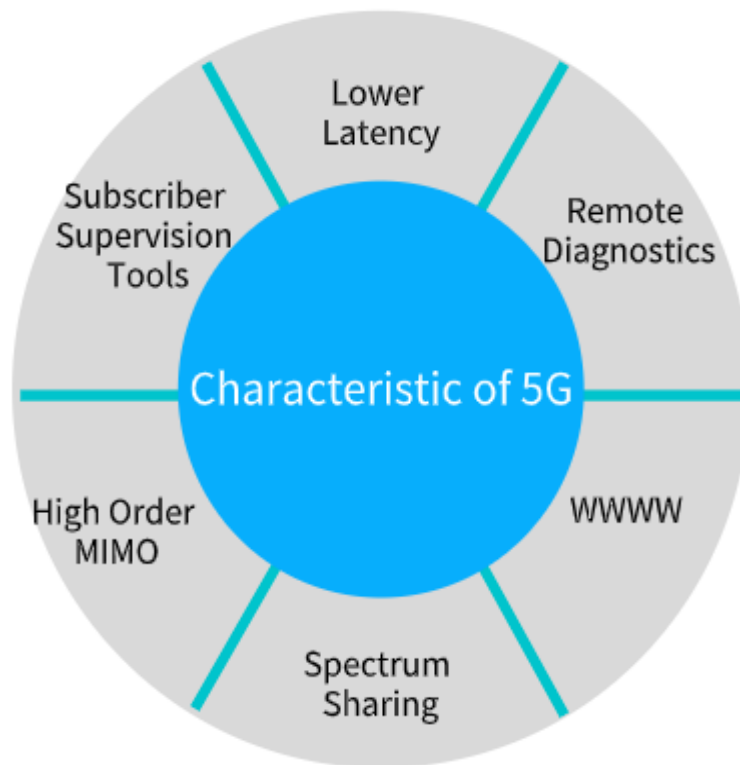 Lower
Latency
Remote
Diagnostics
WWWW
Spectrum
Sharing
High Order
MIMO
Subscriber
Supervision
Tools
Characteristic of 5G